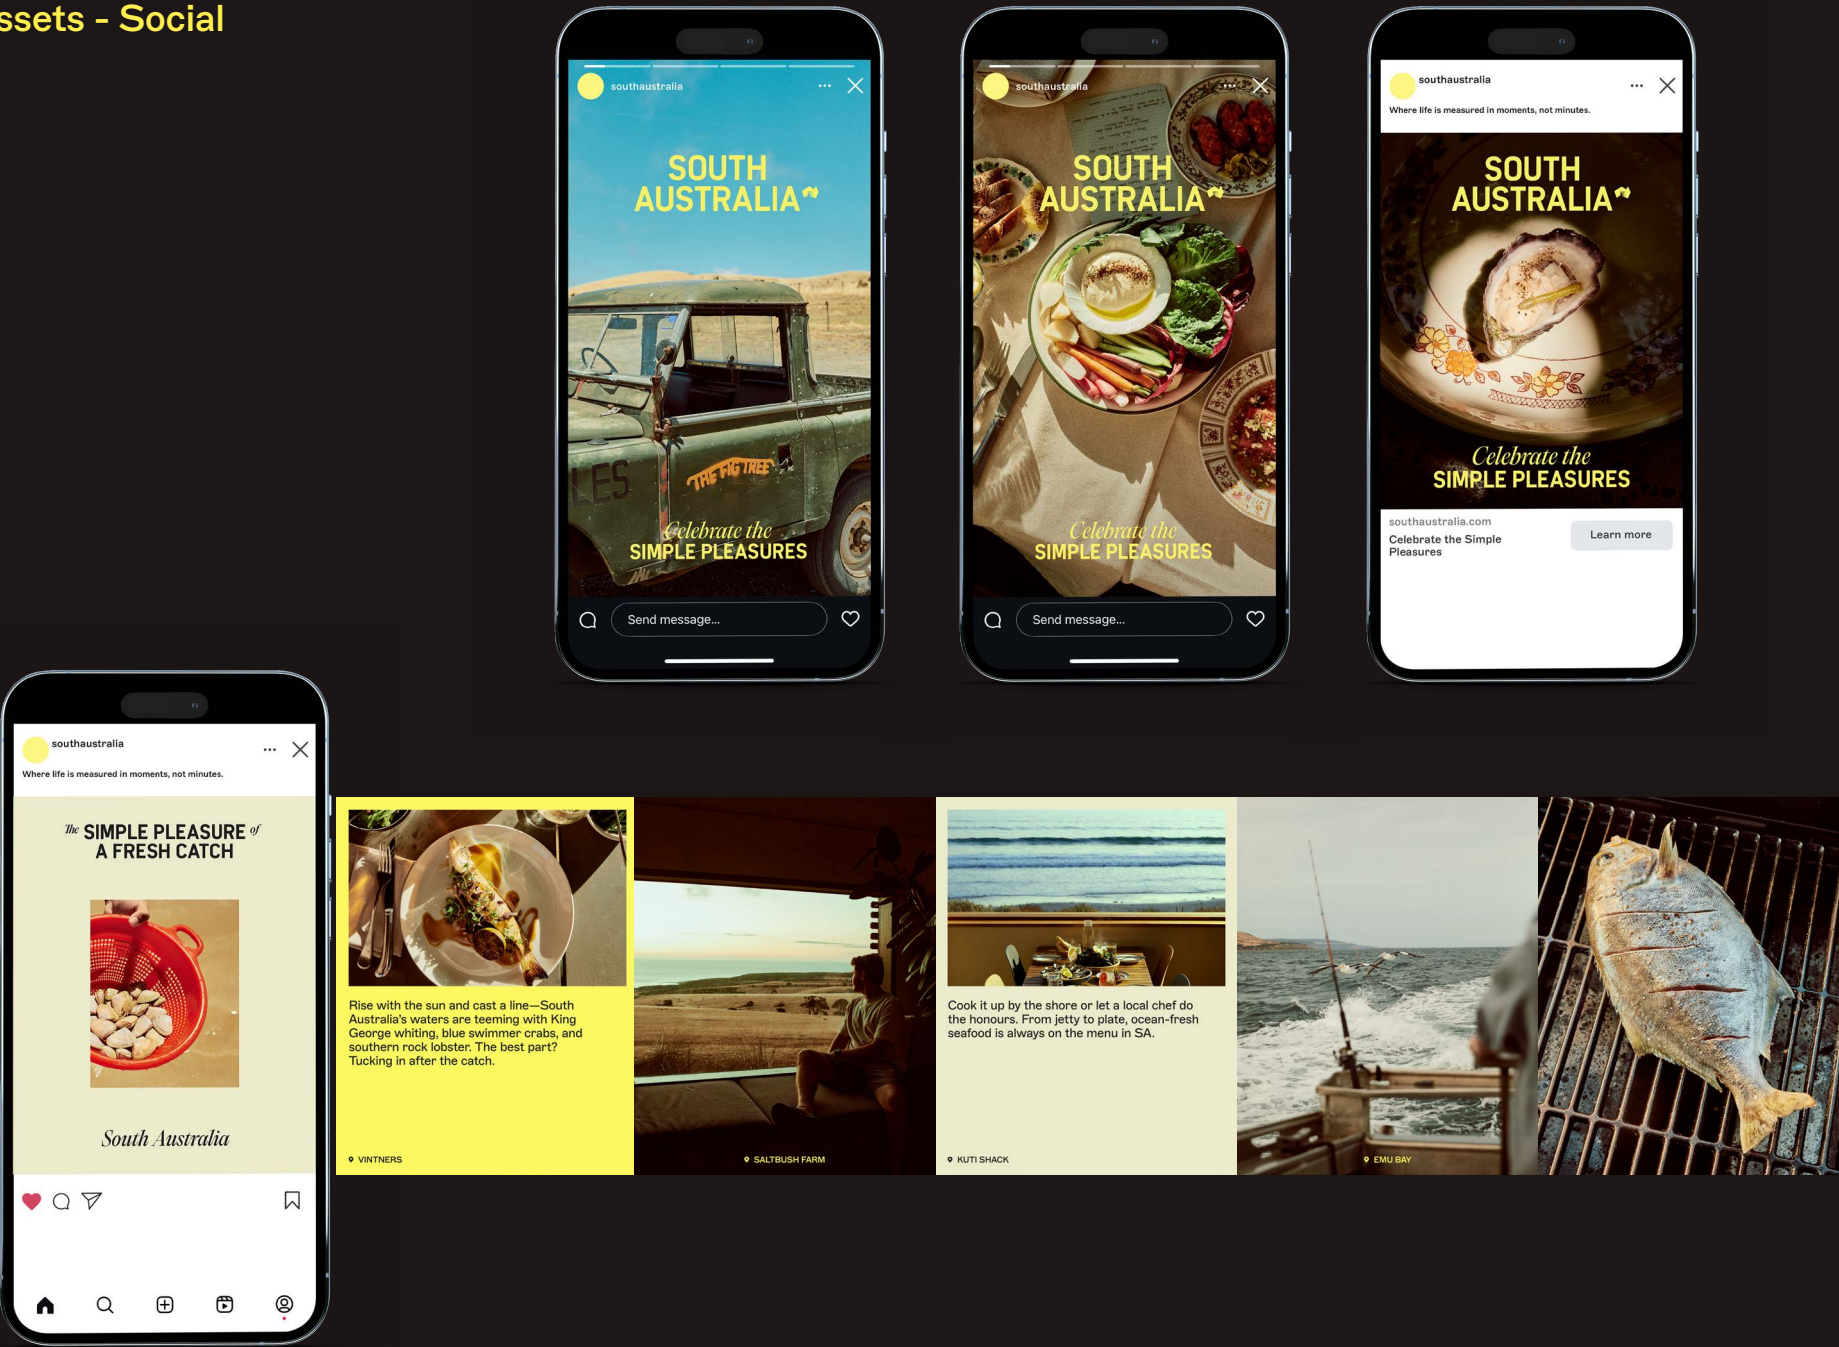 ssets - Social
southaustralia
SOUTH
AUSTRALIA
LES
THE FIG TREE
Celebrate the
SIMPLE PLEASURES
Send message...
southaustralia
SOUTH
AUSTRALIA
Celebrate the
SIMPLE PLEASURES
Send message...
southaustralia
Where life is measured in moments, not minutes.
SOUTH
AUSTRALIA
Celebrate the
SIMPLE PLEASURES
southaustralia.com
Celebrate the Simple
Pleasures
Learn more
southaustralia
Where life is measured in moments, not minutes.
The SIMPLE PLEASURE of
A FRESH CATCH
South Australia
Rise with the sun and cast a line—South
Australia's waters are teeming with King
George whiting, blue swimmer crabs, and
southern rock lobster. The best part?
Tucking in after the catch.
VINTNERS
SALTBUSH FARM
Cook it up by the shore or let a local chef do
the honours. From jetty to plate, ocean-fresh
seafood is always on the menu in SA.
KUTI SHACK
EMU BAY